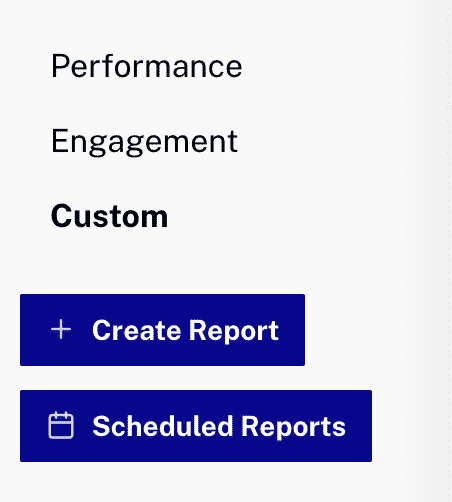 Performance
Engagement
Custom
Create Report
Scheduled Reports